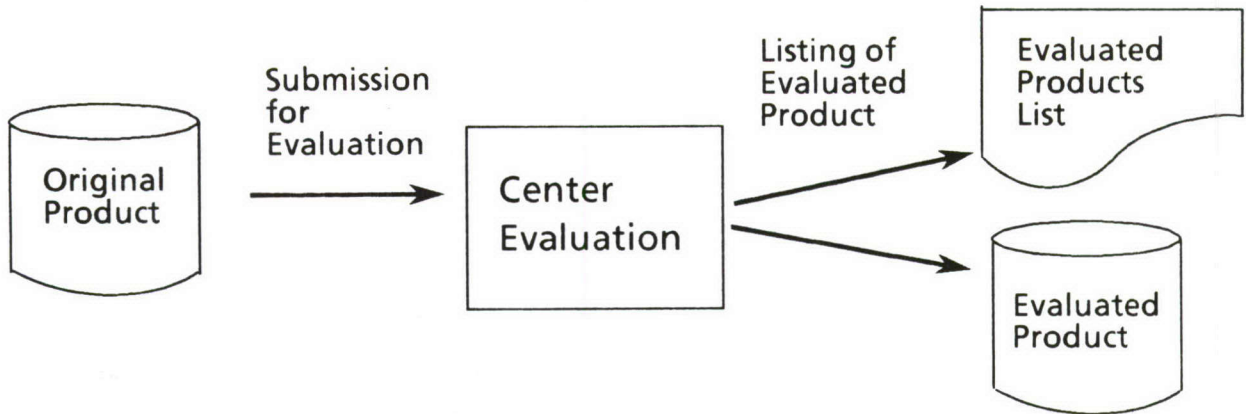 Original
Product
Submission
for
Evaluation
Center
Evaluation
Listing of
Evaluated
Product
Evaluated
Products
List
Evaluated
Product